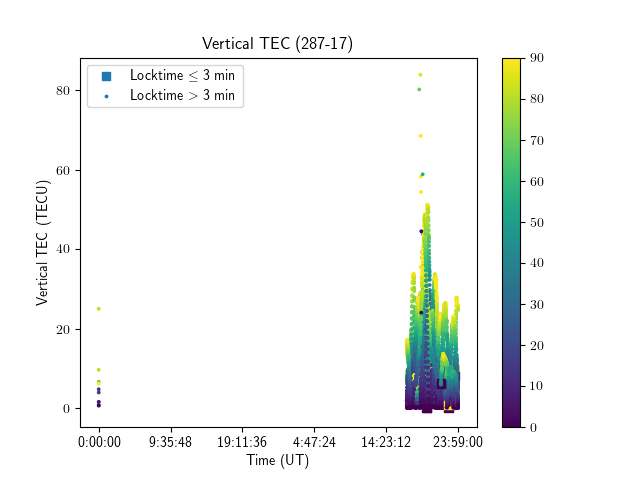 Vertical TEC (287-17)
Locktime ≤ 3 min
Locktime > 3 min
Vertical TEC (TECU)
80
60
40
20
0
0:00:00 9:35:48 19:11:36 4:47:24 14:23:12 23:59:00
Time (UT)
90
80
70
60
50
40
30
20
10
0